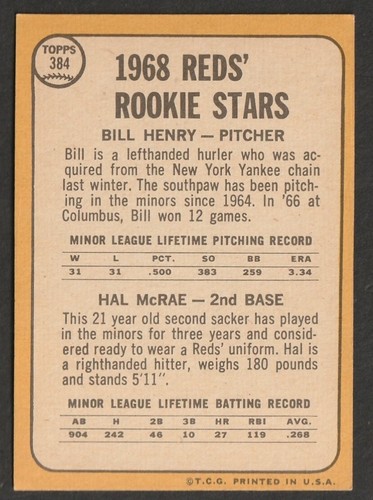 TOPPS
384
1968 REDS'
ROOKIE STARS
BILL HENRY — PITCHER
Bill is a lefthanded hurler who was ac-
quired from the New York Yankee chain
last winter. The southpaw has been pitch-
ing in the minors since 1964. In '66 at
Columbus, Bill won 12 games.
MINOR LEAGUE LIFETIME PITCHING RECORD
W L PCT. SO BB ERA
31 31 .500 383 259 3.34
HAL McRAE — 2nd BASE
This 21 year old second sacker has played
in the minors for three years and consid-
ered ready to wear a Reds' uniform. Hal is
a righthanded hitter, weighs 180 pounds
and stands 5'11".
MINOR LEAGUE LIFETIME BATTING RECORD
AB H 2B 3B HR RBI AVG.
904 242 46 10 27 119 .268
©T.C.G. PRINTED IN U.S.A.